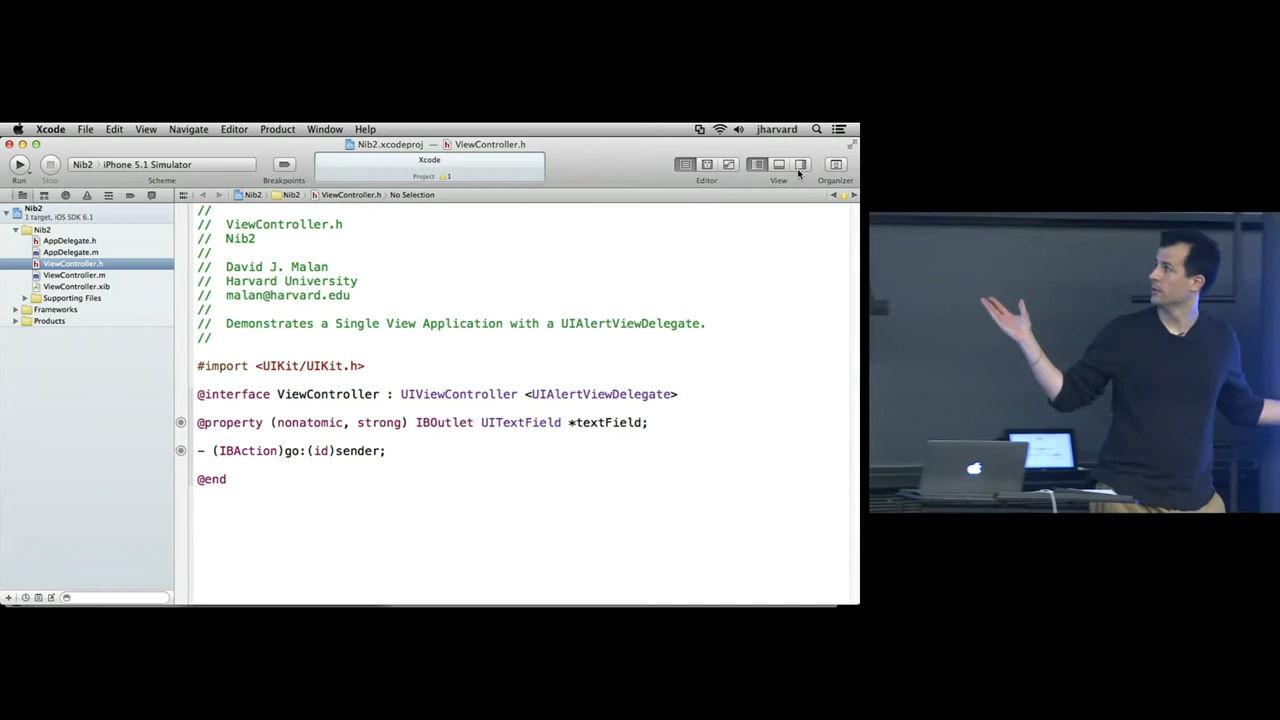 Xcode File Edit View Navigate Editor Product Window Help jharvard
Nib2.xcodeproj — ViewController.h
Nib2 iPhone 5.1 Simulator
Xcode
Project 1
Run Stop Scheme Breakpoints Editor View Organizer
Nib2 Nib2 ViewController.h No Selection
Nib2
1 target, iOS SDK 6.1
Nib2
AppDelegate.h
AppDelegate.m
ViewController.h
ViewController.m
ViewController.xib
Supporting Files
Frameworks
Products
//
// ViewController.h
// Nib2
//
// David J. Malan
// Harvard University
// malan@harvard.edu
//
// Demonstrates a Single View Application with a UIAlertViewDelegate.
//
#import <UIKit/UIKit.h>
@interface ViewController : UIViewController <UIAlertViewDelegate>
@property (nonatomic, strong) IBOutlet UITextField *textField;
- (IBAction)go:(id)sender;
@end